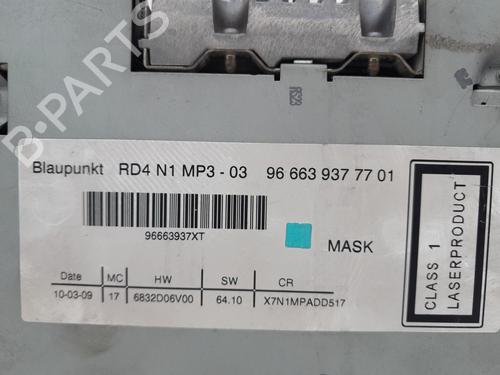 RS23
Blaupunkt RD4 N1 MP3 - 03 96 663 937 77 01
96663937XT
MASK
CLASS 1
LASERPRODUCT
Date MC HW SW CR
10-03-09 17 6832D06V00 64.10 X7N1MPADD517
B-PARTS